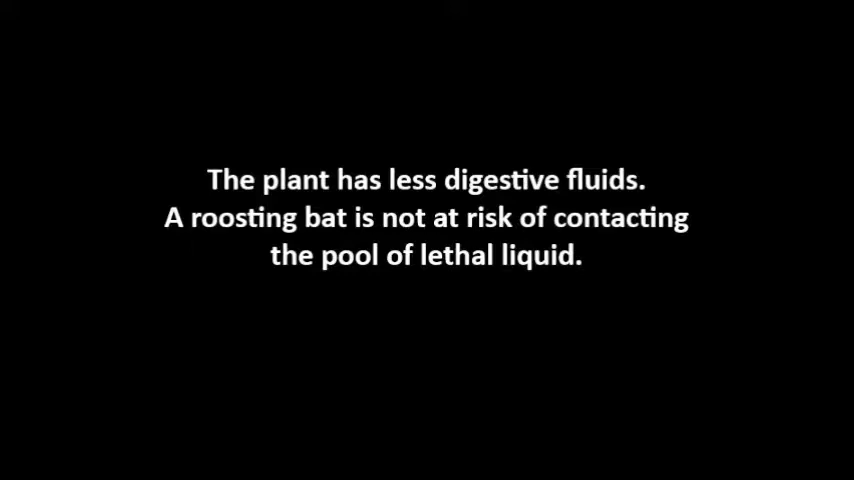 The plant has less digestive fluids.
A roosting bat is not at risk of contacting
the pool of lethal liquid.